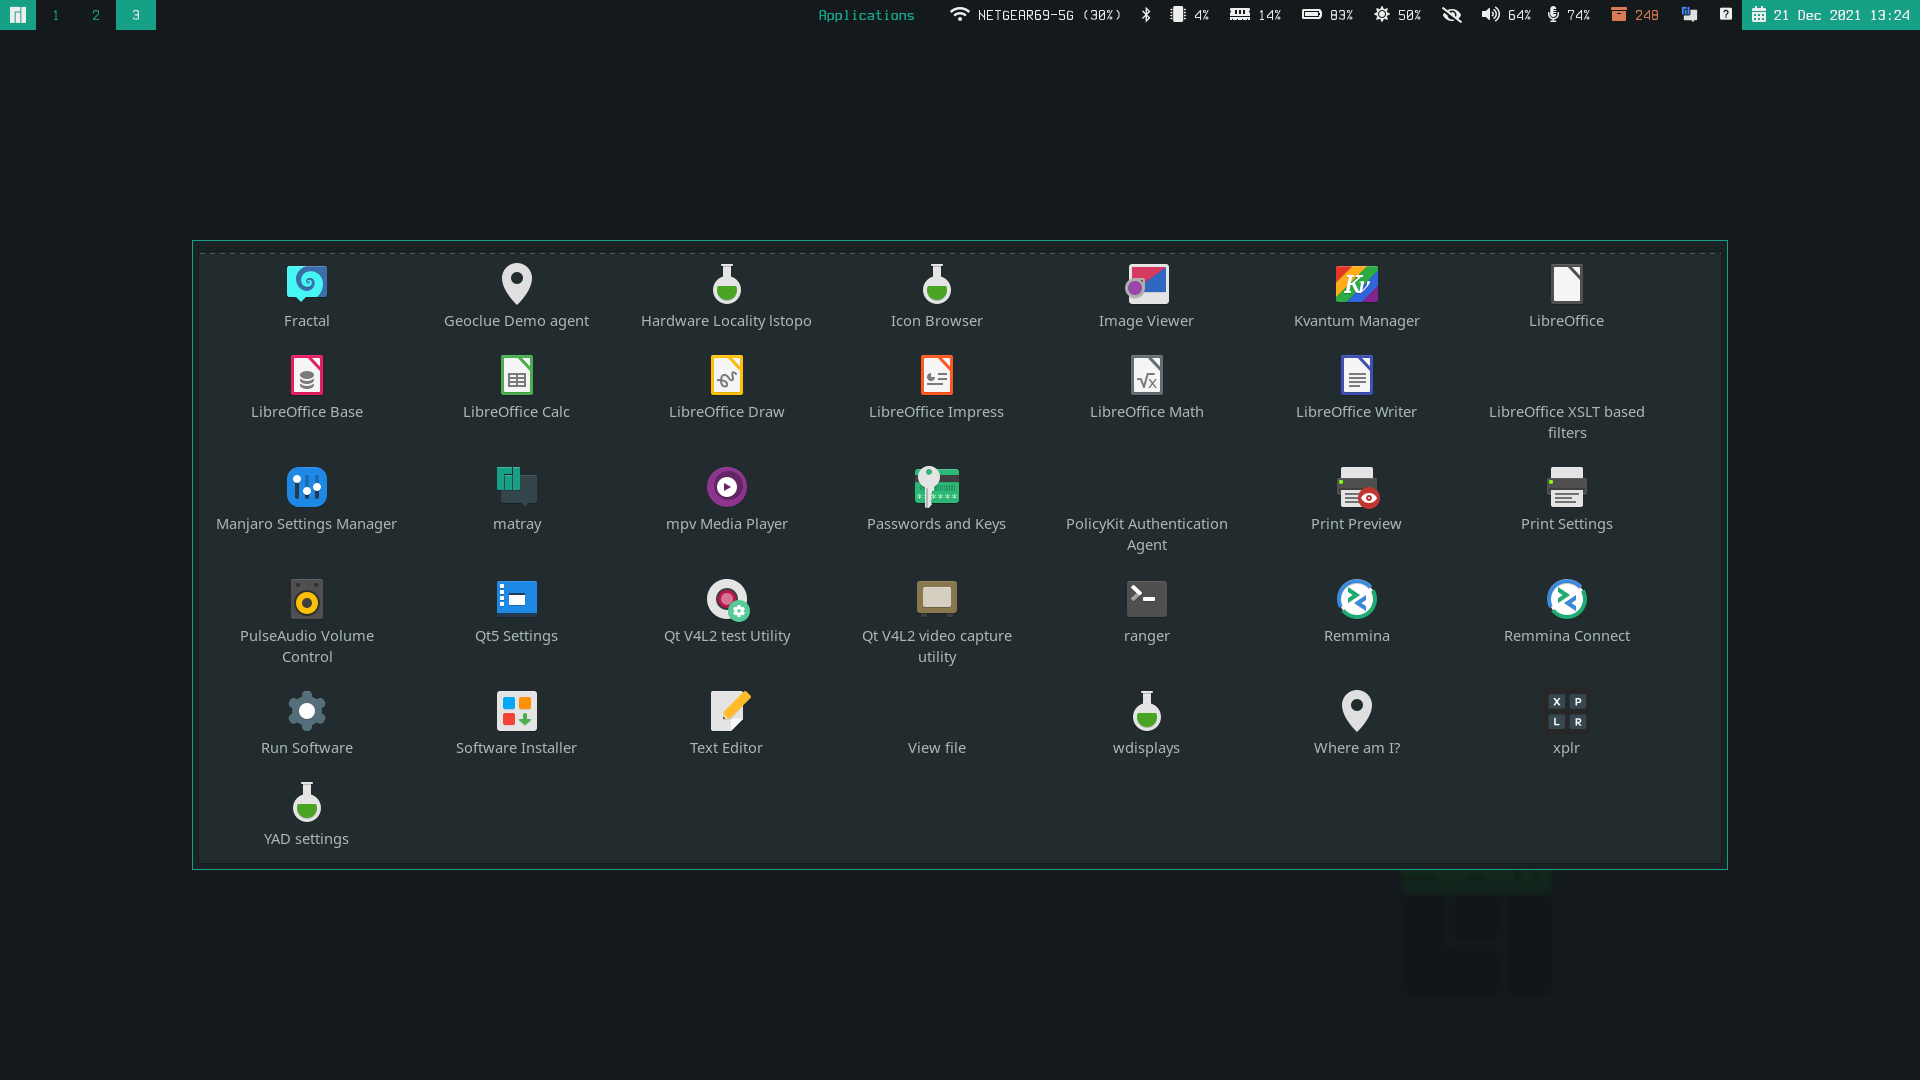 1 2 3 Applications NETGEAR69-5G (30%) 4% 14% 83% 50% 64% 74% 248 ? 21 Dec 2021 13:24
Fractal Geoclue Demo agent Hardware Locality lstopo Icon Browser Image Viewer Kvantum Manager LibreOffice
LibreOffice Base LibreOffice Calc LibreOffice Draw LibreOffice Impress LibreOffice Math LibreOffice Writer LibreOffice XSLT based
filters
Manjaro Settings Manager matray mpv Media Player Passwords and Keys PolicyKit Authentication Print Preview Print Settings
Agent
PulseAudio Volume Qt5 Settings Qt V4L2 test Utility Qt V4L2 video capture ranger Remmina Remmina Connect
Control utility
X P
L R
Run Software Software Installer Text Editor View file wdisplays Where am I? xplr
YAD settings